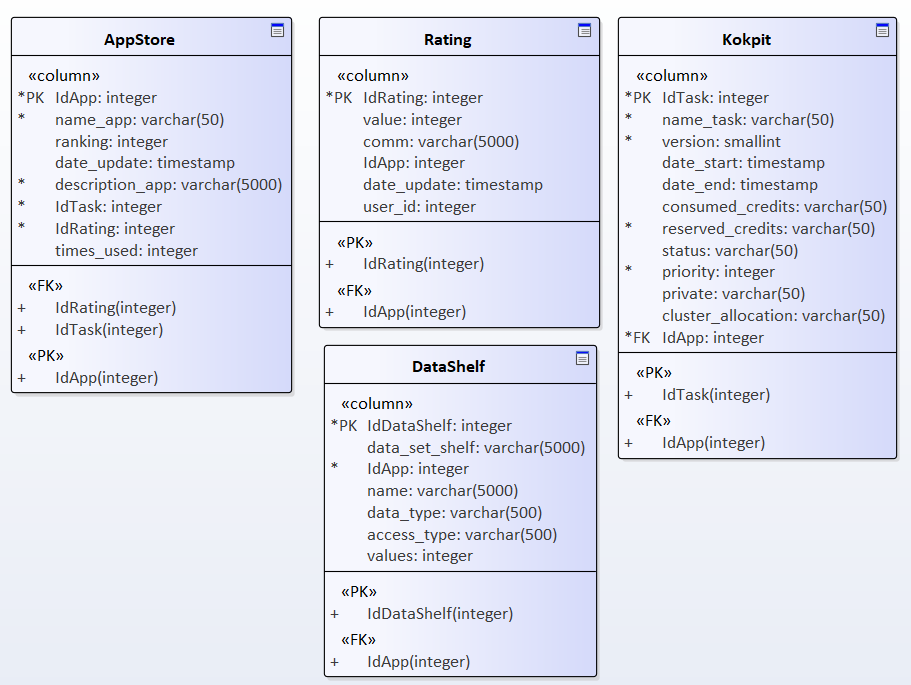 AppStore
«column»
*PK IdApp: integer
* name_app: varchar(50)
ranking: integer
date_update: timestamp
* description_app: varchar(5000)
* IdTask: integer
* IdRating: integer
times_used: integer
«FK»
+ IdRating(integer)
+ IdTask(integer)
«PK»
+ IdApp(integer)
Rating
«column»
*PK IdRating: integer
value: integer
comm: varchar(5000)
IdApp: integer
date_update: timestamp
user_id: integer
«PK»
+ IdRating(integer)
«FK»
+ IdApp(integer)
Kokpit
«column»
*PK IdTask: integer
* name_task: varchar(50)
* version: smallint
date_start: timestamp
date_end: timestamp
consumed_credits: varchar(50)
* reserved_credits: varchar(50)
status: varchar(50)
* priority: integer
private: varchar(50)
cluster_allocation: varchar(50)
*FK IdApp: integer
«PK»
+ IdTask(integer)
«FK»
+ IdApp(integer)
DataShelf
«column»
*PK IdDataShelf: integer
data_set_shelf: varchar(5000)
* IdApp: integer
name: varchar(5000)
data_type: varchar(500)
access_type: varchar(500)
values: integer
«PK»
+ IdDataShelf(integer)
«FK»
+ IdApp(integer)